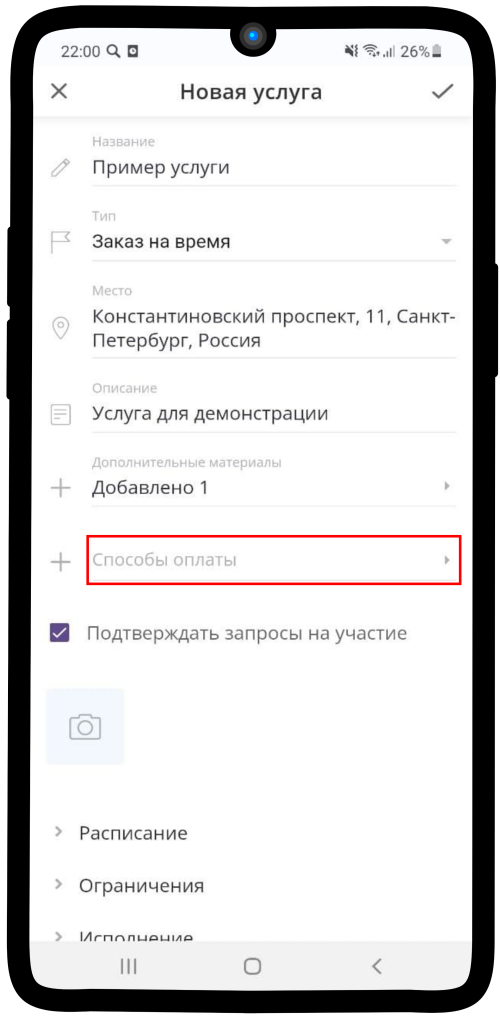 22:00 26%
Новая услуга
Название
Пример услуги
Тип
Заказ на время
Место
Константиновский проспект, 11, Санкт-
Петербург, Россия
Описание
Услуга для демонстрации
Дополнительные материалы
Добавлено 1
Способы оплаты
Подтверждать запросы на участие
Расписание
Ограничения
Исполнение